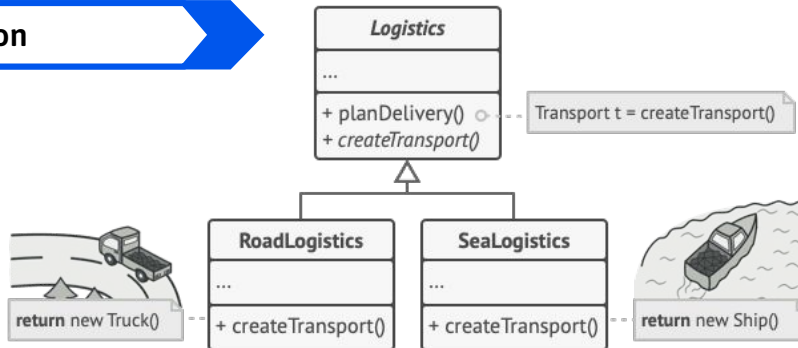 on
Logistics
...
+ planDelivery()
+ createTransport()
Transport t = createTransport()
RoadLogistics
...
+ createTransport()
return new Truck()
SeaLogistics
...
+ createTransport()
return new Ship()